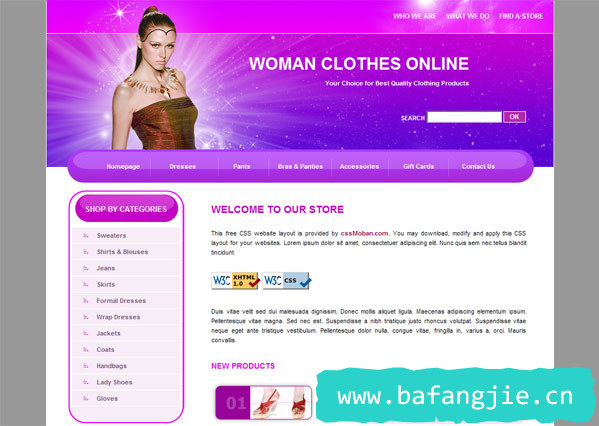 WHO WE ARE WHAT WE DO FIND A STORE
WOMAN CLOTHES ONLINE
Your Choice for Best Quality Clothing Products
SEARCH OK
Homepage Dresses Pants Bras & Panties Accessories Gift Cards Contact Us
SHOP BY CATEGORIES
Sweaters
Shirts & Blouses
Jeans
Skirts
Formal Dresses
Wrap Dresses
Jackets
Coats
Handbags
Lady Shoes
Gloves
WELCOME TO OUR STORE
This free CSS website layout is provided by cssMoban.com. You may download, modify and apply this CSS
layout for your websites. Lorem ipsum dolor sit amet, consectetuer adipiscing elit. Nunc quis sem nec tellus blandit
tincidunt.
W3C XHTML 1.0 W3C css
Duis vitae velit sed dui malesuada dignissim. Donec mollis aliquet ligula. Maecenas adipiscing elementum ipsum.
Pellentesque vitae magna. Sed nec est. Suspendisse a nibh tristique justo rhoncus volutpat. Suspendisse vitae
neque eget ante tristique vestibulum. Pellentesque dolor nulla, congue vitae, fringilla in, varius a, orci. Mauris
convallis.
NEW PRODUCTS
01
www.bafangjie.cn